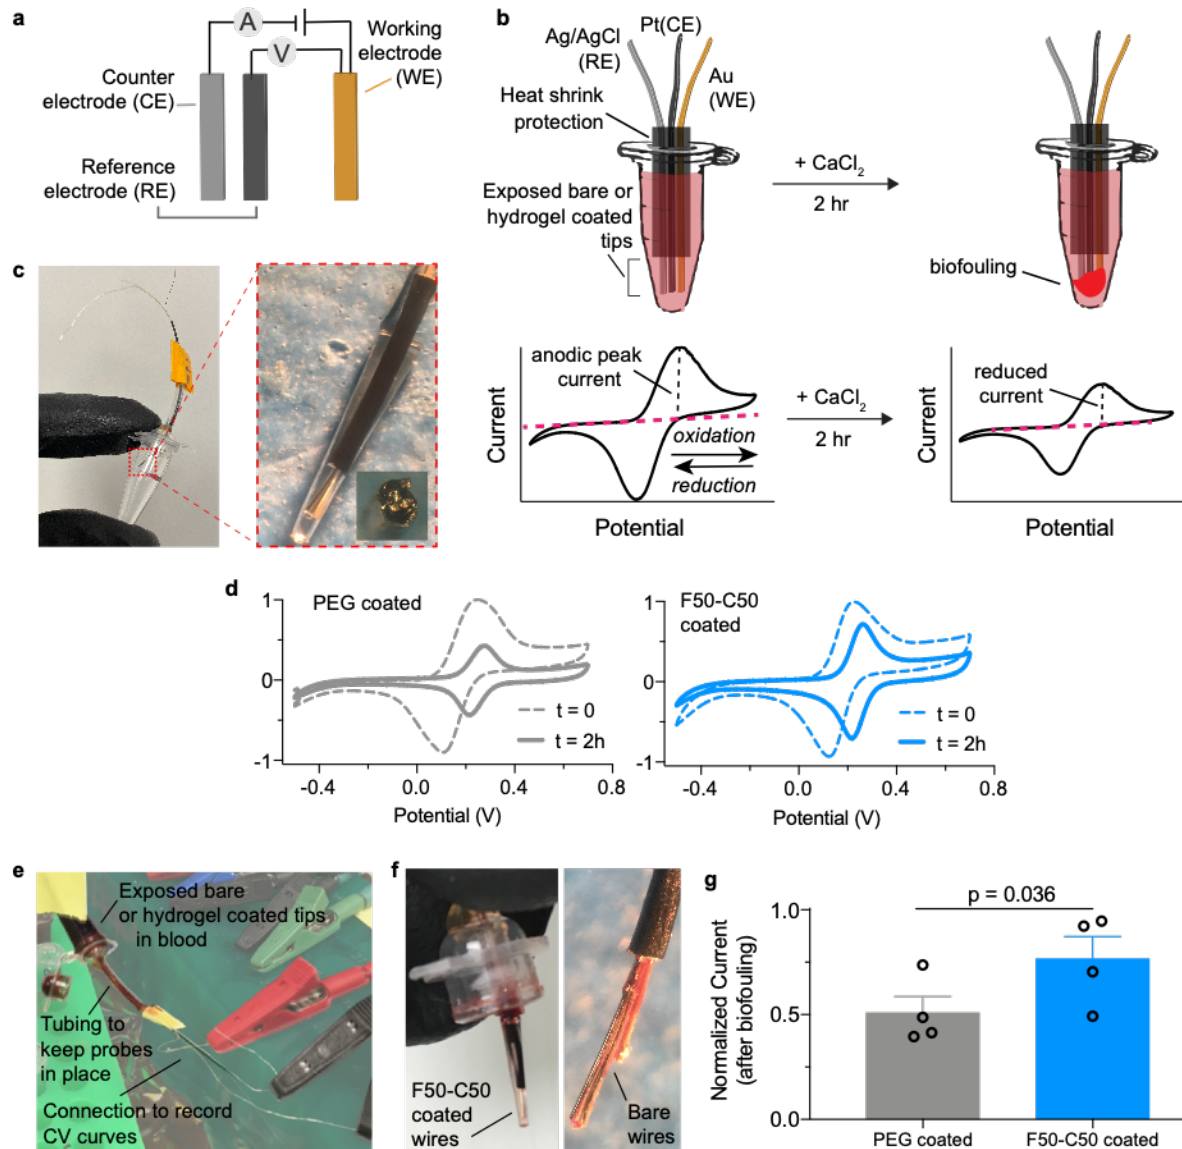 a
A
V
Working
electrode
(WE)
Counter
electrode (CE)
Reference
electrode (RE)
b
Ag/AgCl
(RE)
Pt(CE)
Au
(WE)
Heat shrink
protection
Exposed bare or
hydrogel coated
tips
+ CaCl2
2 hr
biofouling
Current
anodic peak
current
oxidation
reduction
Potential
+ CaCl2
2 hr
Current
reduced
current
Potential
c
d
PEG coated
1
0
-1
t = 0
t = 2h
-0.4
0.0
0.4
0.8
Potential (V)
F50-C50
coated
1
0
-1
t = 0
t = 2h
-0.4
0.0
0.4
0.8
Potential (V)
e
Exposed bare
or hydrogel coated tips
in blood
Tubing to
keep probes
in place
Connection to record
CV curves
f
F50-C50
coated
wires
Bare
wires
g
p = 0.036
Normalized Current
(after biofouling)
1.0
0.5
0.0
PEG coated
F50-C50 coated